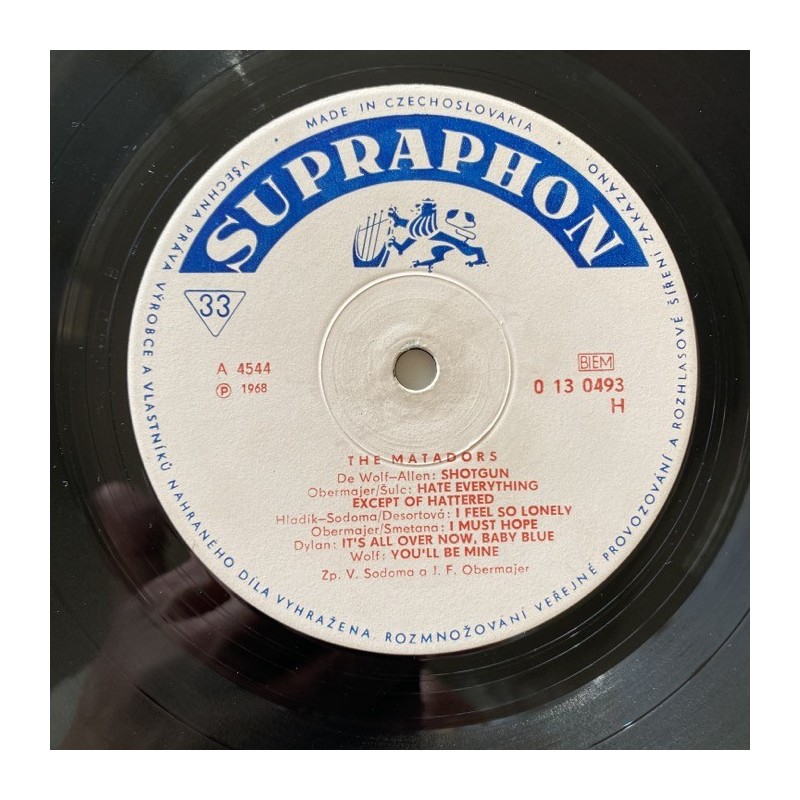 • MADE IN CZECHOSLOVAKIA •
SUPRAPHON
33
A 4544
℗ 1968
BIEM
0 13 0493
H
THE MATADORS
De Wolf—Allen: SHOTGUN
Obermajer/Šulc: HATE EVERYTHING
EXCEPT OF HATTERED
Hladík—Sodoma/Desortová: I FEEL SO LONELY
Obermajer/Smetana: I MUST HOPE
Dylan: IT'S ALL OVER NOW, BABY BLUE
Wolf: YOU'LL BE MINE
Zp. V. Sodoma a J. F. Obermajer
VŠECHNA PRÁVA VÝROBCE A VLASTNÍKŮ NAHRANÉHO DÍLA VYHRAŽENA. ROZMNOŽOVÁNÍ VEŘEJNÉ PROVOZOVÁNÍ A ROZHLASOVÉ ŠÍŘENÍ ZAKÁZÁNO